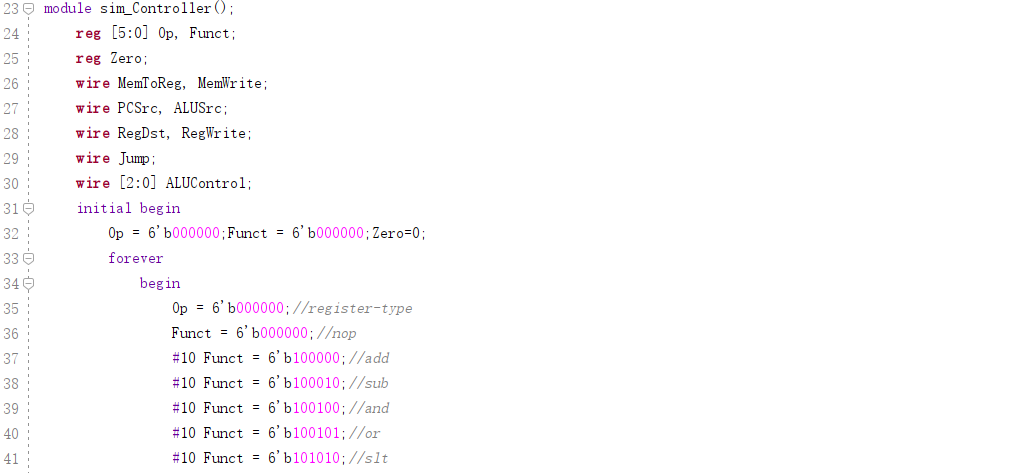 23 module sim_Controller();
24 reg [5:0] Op, Funct;
25 reg Zero;
26 wire MemToReg, MemWrite;
27 wire PCSrc, ALUSrc;
28 wire RegDst, RegWrite;
29 wire Jump;
30 wire [2:0] ALUControl;
31 initial begin
32 Op = 6'b000000;Funct = 6'b000000;Zero=0;
33 forever
34 begin
35 Op = 6'b000000;//register-type
36 Funct = 6'b000000;//nop
37 #10 Funct = 6'b100000;//add
38 #10 Funct = 6'b100010;//sub
39 #10 Funct = 6'b100100;//and
40 #10 Funct = 6'b100101;//or
41 #10 Funct = 6'b101010;//slt